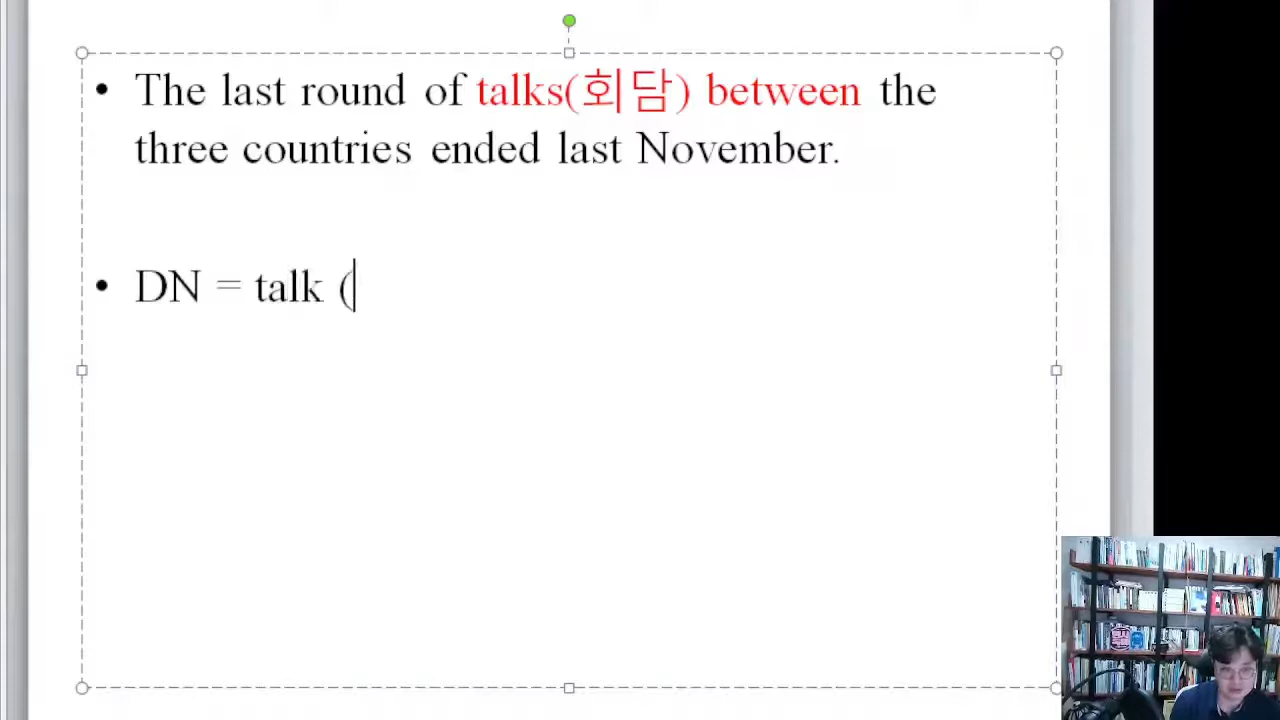 • The last round of talks(회담) between the
three countries ended last November.
• DN = talk (